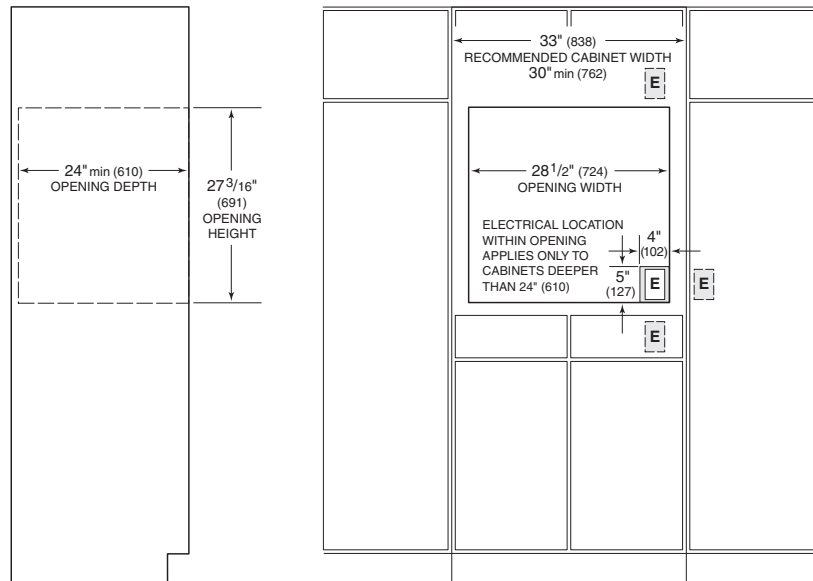 24" min (610)
OPENING DEPTH
27 3/16"
(691)
OPENING
HEIGHT
33" (838)
RECOMMENDED CABINET WIDTH
30" min (762)
E
28 1/2" (724)
OPENING WIDTH
ELECTRICAL LOCATION
WITHIN OPENING
APPLIES ONLY TO
CABINETS DEEPER
THAN 24" (610)
4"
(102)
5"
(127)
E
E
E